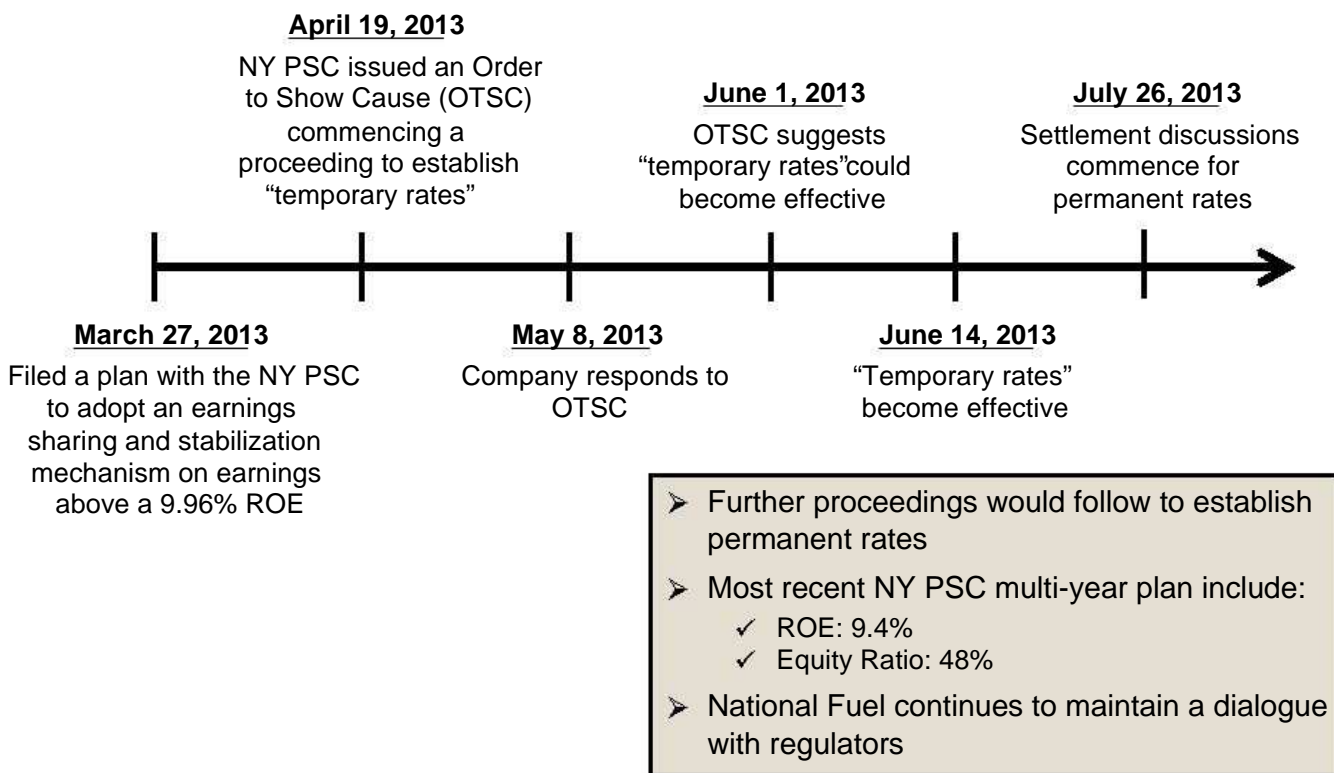 April 19, 2013
NY PSC issued an Order
to Show Cause (OTSC)
commencing a
proceeding to establish
“temporary rates”
June 1, 2013
OTSC suggests
“temporary rates”could
become effective
July 26, 2013
Settlement discussions
commence for
permanent rates
March 27, 2013
Filed a plan with the NY PSC
to adopt an earnings
sharing and stabilization
mechanism on earnings
above a 9.96% ROE
May 8, 2013
Company responds to
OTSC
June 14, 2013
“Temporary rates”
become effective
➢ Further proceedings would follow to establish
permanent rates
➢ Most recent NY PSC multi-year plan include:
✓ ROE: 9.4%
✓ Equity Ratio: 48%
➢ National Fuel continues to maintain a dialogue
with regulators